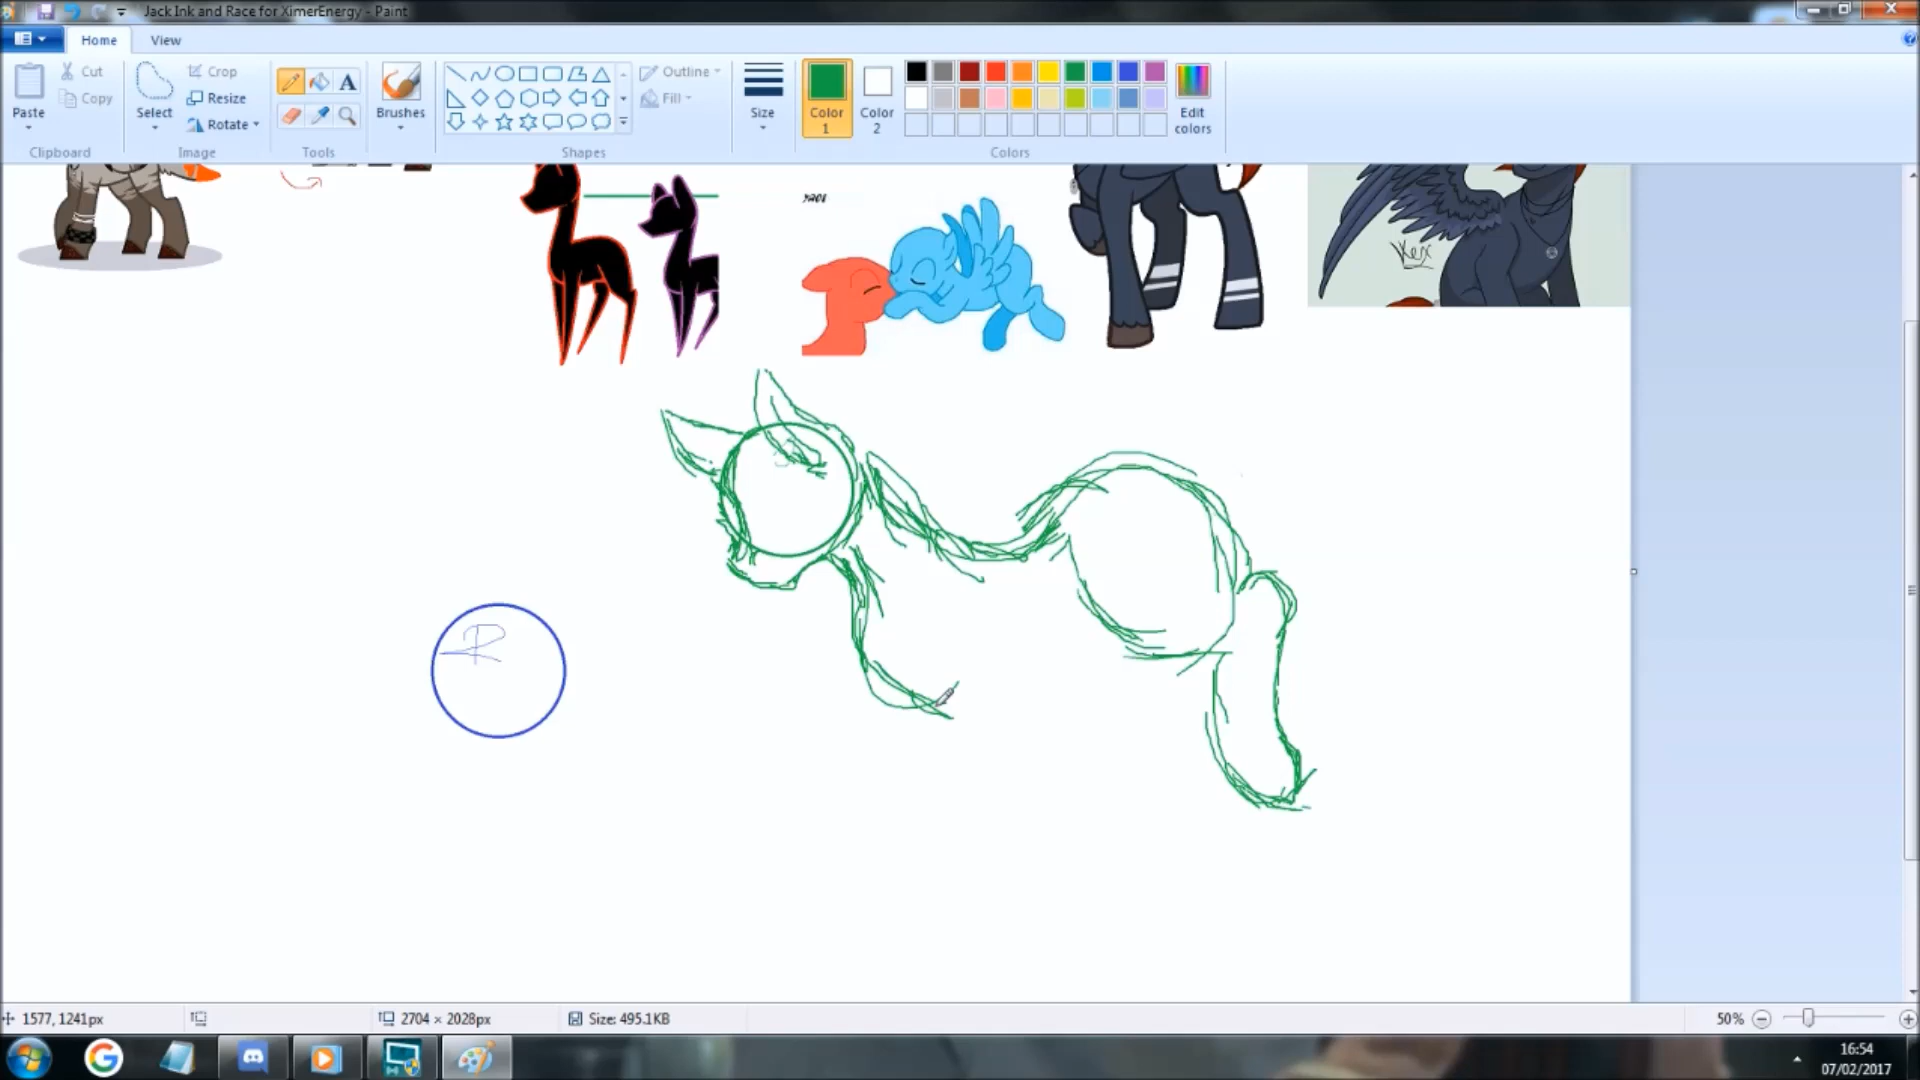 Jack Ink and Race for XimerEnergy - Paint
Home
View
Paste
Cut
Copy
Clipboard
Select
Crop
Resize
Rotate
Image
A
Tools
Brushes
Outline
Fill
Shapes
Size
Color 1
Color 2
Edit colors
Colors
R
1577, 1241px
2704 × 2028px
Size: 495.1KB
50%
16:54
07/02/2017